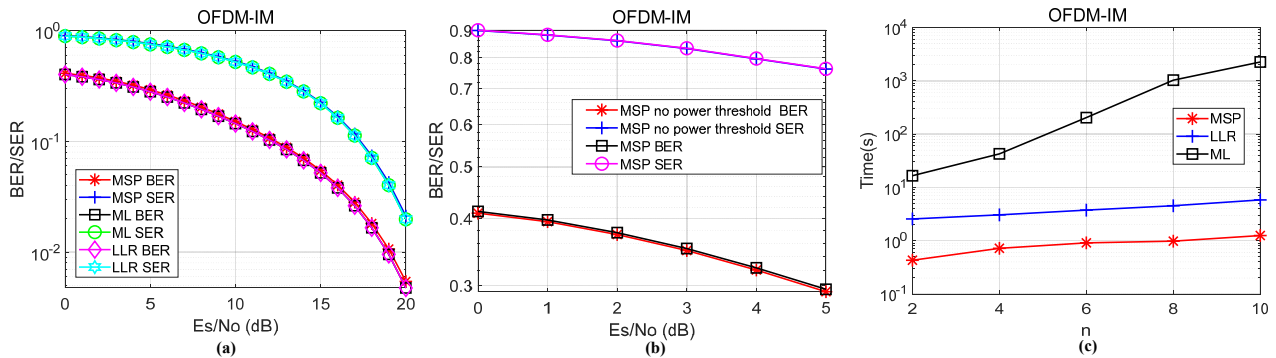 OFDM-IM
10^0
10^-1
10^-2
BER/SER
MSP BER
MSP SER
ML BER
ML SER
LLR BER
LLR SER
0 5 10 15 20
Es/No (dB)
(a)
OFDM-IM
0.9
0.8
0.7
0.6
0.5
0.4
0.3
BER/SER
MSP no power threshold BER
MSP no power threshold SER
MSP BER
MSP SER
0 1 2 3 4 5
Es/No (dB)
(b)
OFDM-IM
10^4
10^3
10^2
10^1
10^0
10^-1
Time(s)
MSP
LLR
ML
2 4 6 8 10
n
(c)